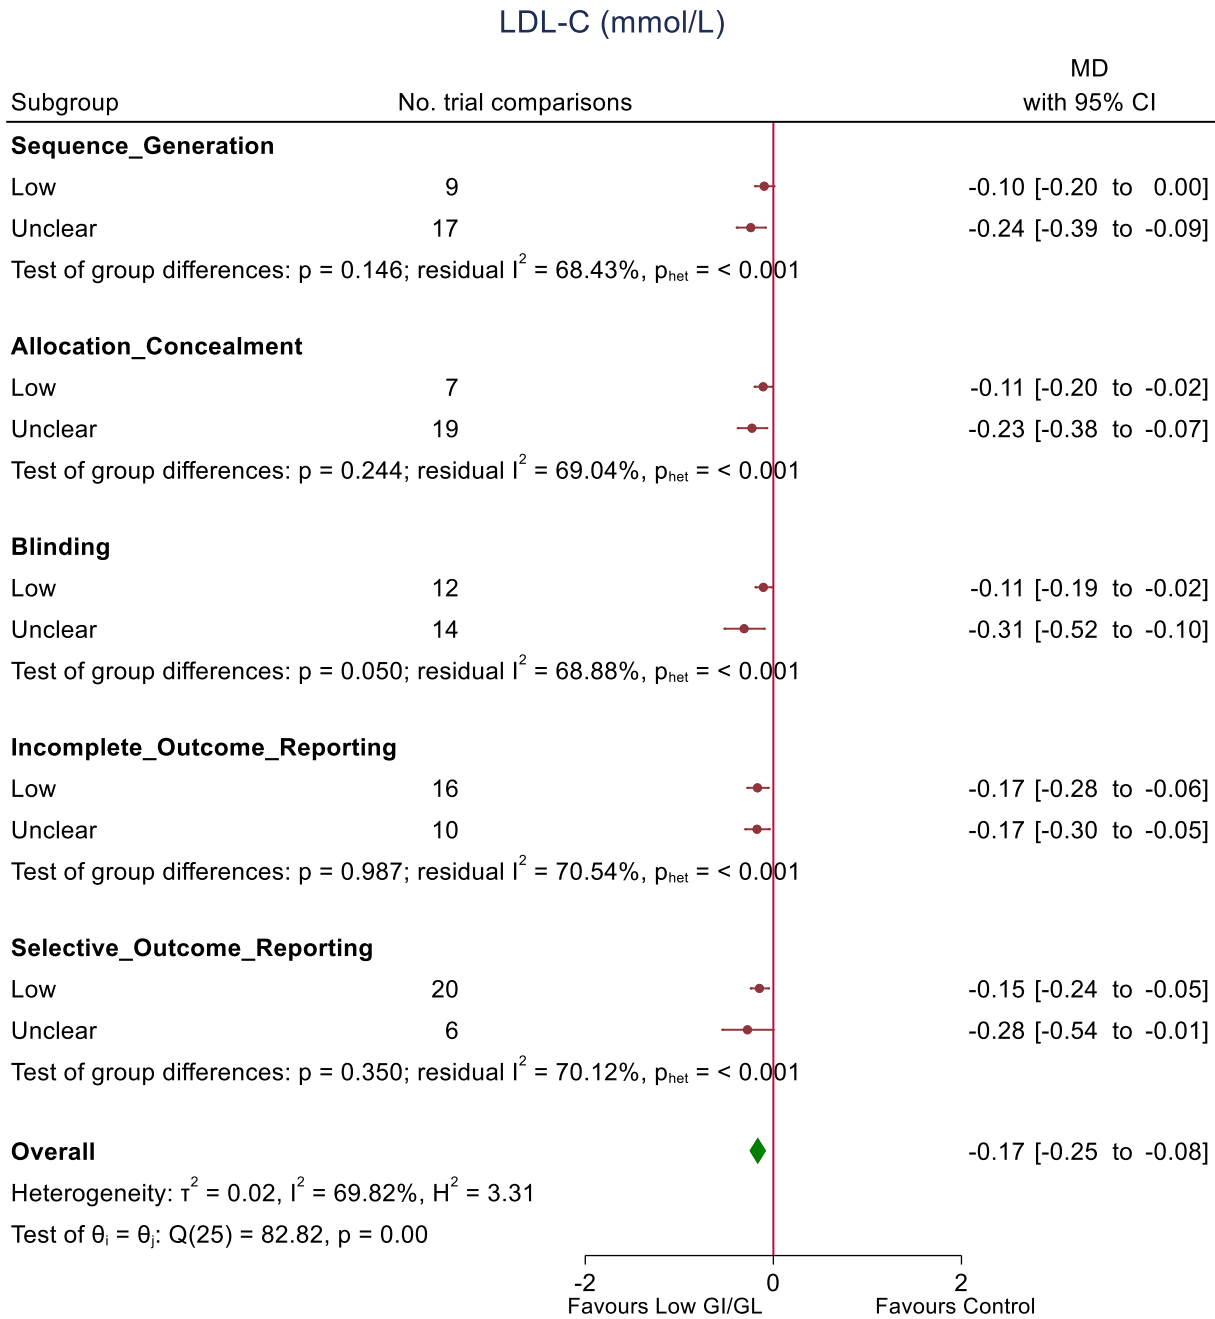 LDL-C (mmol/L)
MD
Subgroup No. trial comparisons with 95% CI
Sequence_Generation
Low 9 -0.10 [-0.20 to 0.00]
Unclear 17 -0.24 [-0.39 to -0.09]
Test of group differences: p = 0.146; residual I² = 68.43%, pₕₑₜ = < 0.001
Allocation_Concealment
Low 7 -0.11 [-0.20 to -0.02]
Unclear 19 -0.23 [-0.38 to -0.07]
Test of group differences: p = 0.244; residual I² = 69.04%, pₕₑₜ = < 0.001
Blinding
Low 12 -0.11 [-0.19 to -0.02]
Unclear 14 -0.31 [-0.52 to -0.10]
Test of group differences: p = 0.050; residual I² = 68.88%, pₕₑₜ = < 0.001
Incomplete_Outcome_Reporting
Low 16 -0.17 [-0.28 to -0.06]
Unclear 10 -0.17 [-0.30 to -0.05]
Test of group differences: p = 0.987; residual I² = 70.54%, pₕₑₜ = < 0.001
Selective_Outcome_Reporting
Low 20 -0.15 [-0.24 to -0.05]
Unclear 6 -0.28 [-0.54 to -0.01]
Test of group differences: p = 0.350; residual I² = 70.12%, pₕₑₜ = < 0.001
Overall -0.17 [-0.25 to -0.08]
Heterogeneity: τ² = 0.02, I² = 69.82%, H² = 3.31
Test of θᵢ = θⱼ: Q(25) = 82.82, p = 0.00
-2 0 2
Favours Low GI/GL Favours Control